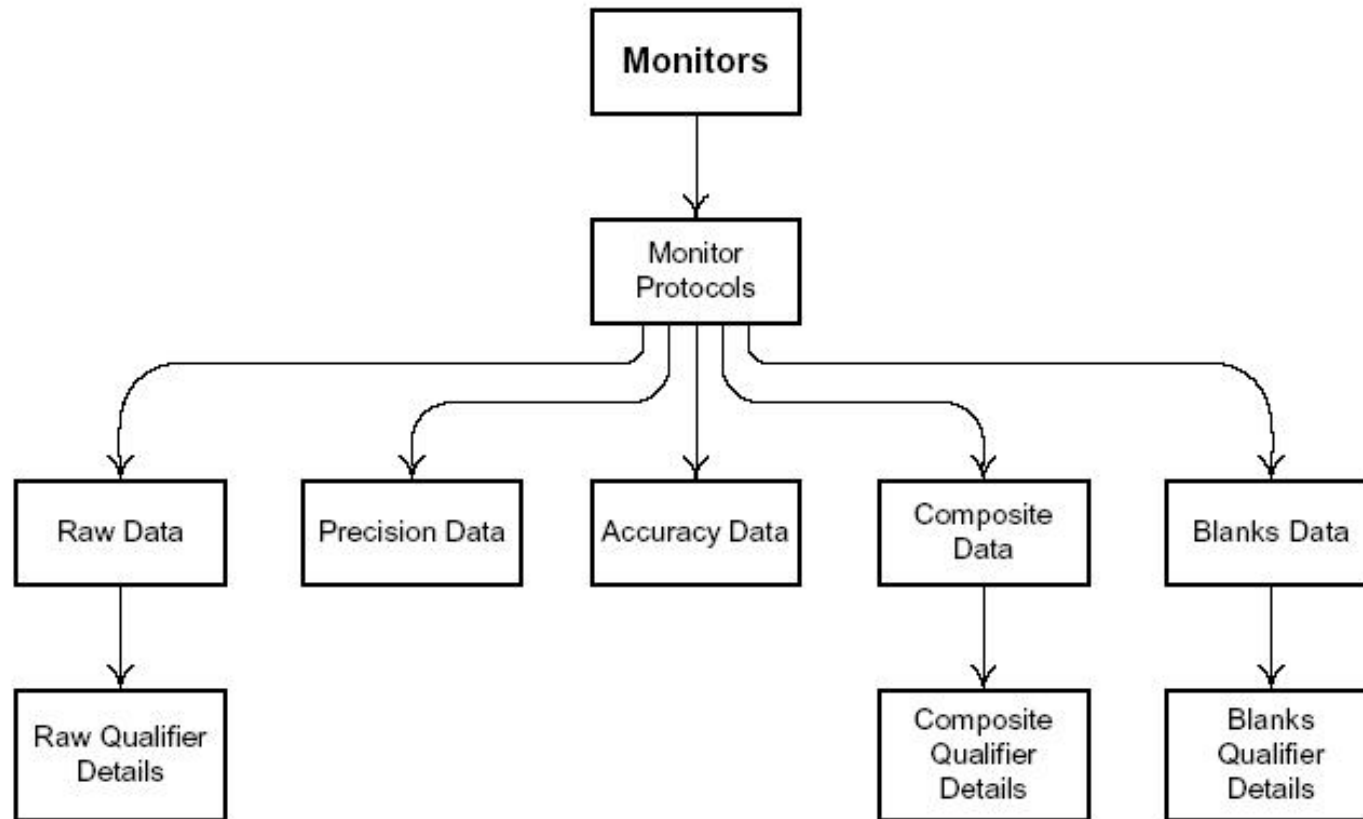 Monitors
Monitor
Protocols
Raw Data
Precision Data
Accuracy Data
Composite
Data
Blanks Data
Raw Qualifier
Details
Composite
Qualifier
Details
Blanks
Qualifier
Details